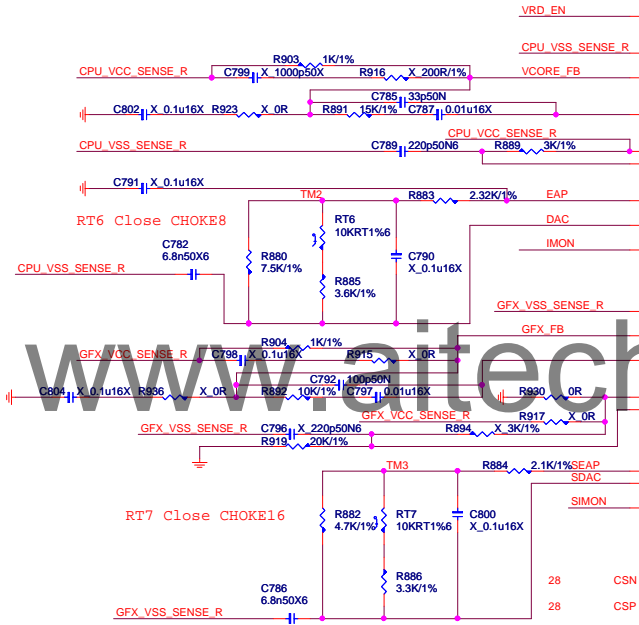 VRD_EN
CPU_VSS_SENSE_R
R903 1K/1%
CPU_VCC_SENSE_R C799 X_1000p50X R916 X_200R/1% VCORE_FB
C785 33p50N
C802 X_0.1u16X R923 X_0R R891 15K/1% C787 0.01u16X
CPU_VCC_SENSE_R
CPU_VSS_SENSE_R C789 220p50N6 R889 3K/1%
C791 X_0.1u16X
TM2 R883 2.32K/1% EAP
RT6 Close CHOKE8 RT6
10KRT1%6 DAC
C782
6.8n50X6 IMON
R880
7.5K/1% C790
X_0.1u16X
CPU_VSS_SENSE_R
R885
3.6K/1%
GFX_VSS_SENSE_R
GFX_FB
www.aitech
R904 1K/1%
GFX_VCC_SENSE_R C798 X_0.1u16X R915 X_0R
C792 100p50N
C804 X_0.1u16X R936 X_0R R892 10K/1% C797 0.01u16X R930 0R
GFX_VCC_SENSE_R R917 X_0R
GFX_VSS_SENSE_R C796 X_220p50N6 R894 X_3K/1%
R919 20K/1%
TM3 R884 2.1K/1% SEAP
SDAC
SIMON
RT7 Close CHOKE16 R882
4.7K/1% RT7
10KRT1%6 C800
X_0.1u16X
R886
3.3K/1%
28 CSN
C786
6.8n50X6
GFX_VSS_SENSE_R
28 CSP